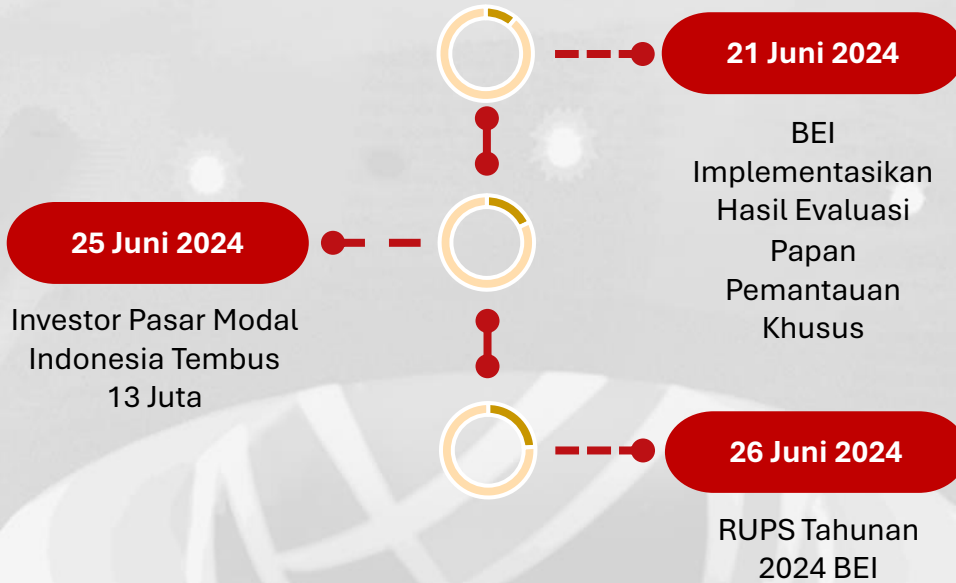 21 Juni 2024
BEI
Implementasikan
Hasil Evaluasi
Papan
Pemantauan
Khusus
25 Juni 2024
Investor Pasar Modal
Indonesia Tembus
13 Juta
26 Juni 2024
RUPS Tahunan
2024 BEI